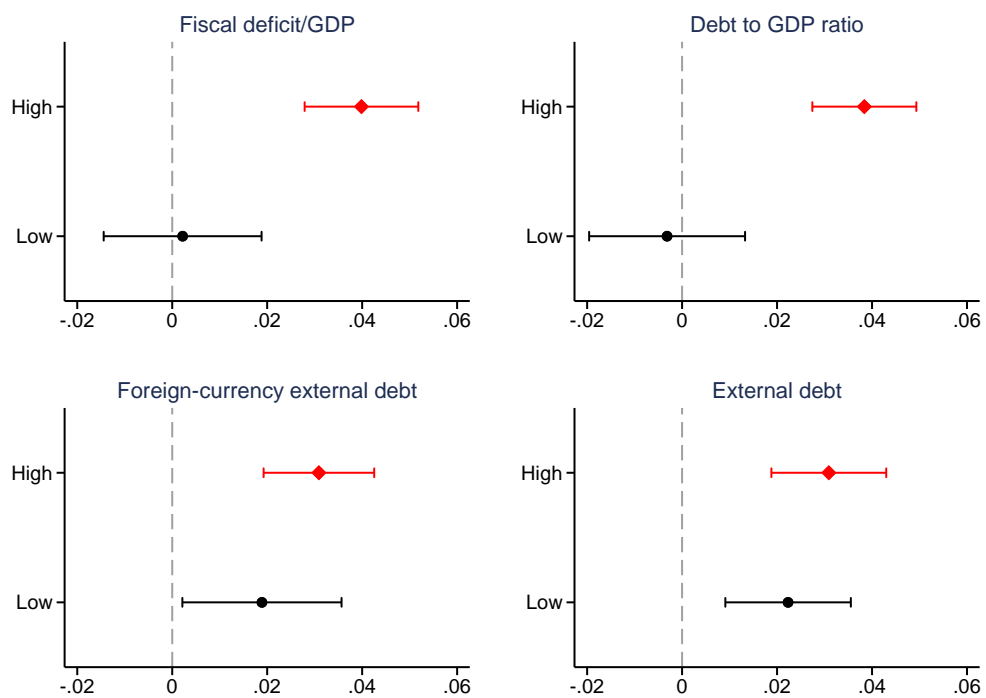 Fiscal deficit/GDP
High
Low
-.02 0 .02 .04 .06
Debt to GDP ratio
High
Low
-.02 0 .02 .04 .06
Foreign-currency external debt
High
Low
-.02 0 .02 .04 .06
External debt
High
Low
-.02 0 .02 .04 .06